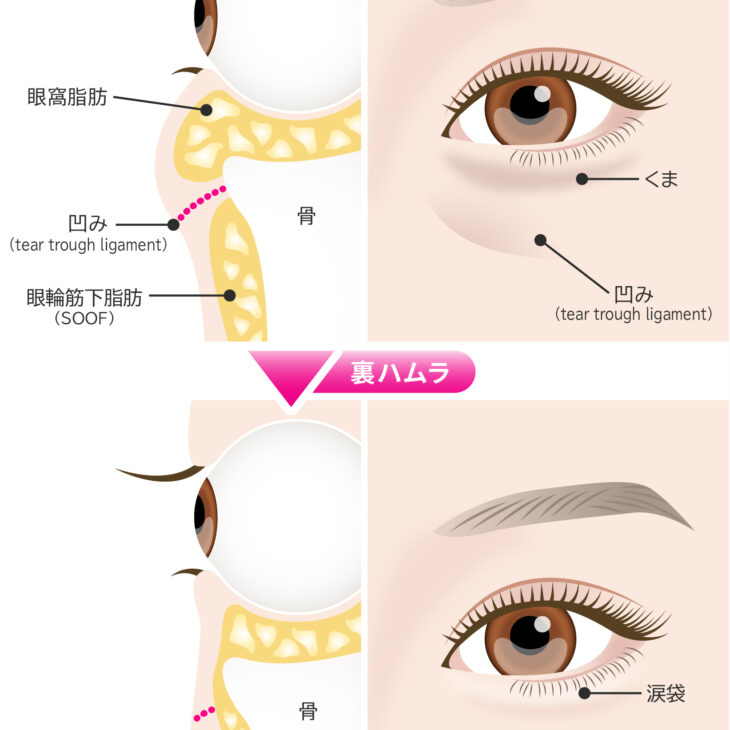 眼窩脂肪
くま
骨
凹み
(tear trough ligament)
凹み
(tear trough ligament)
眼輪筋下脂肪
(SOOF)
裏ハムラ
涙袋
骨